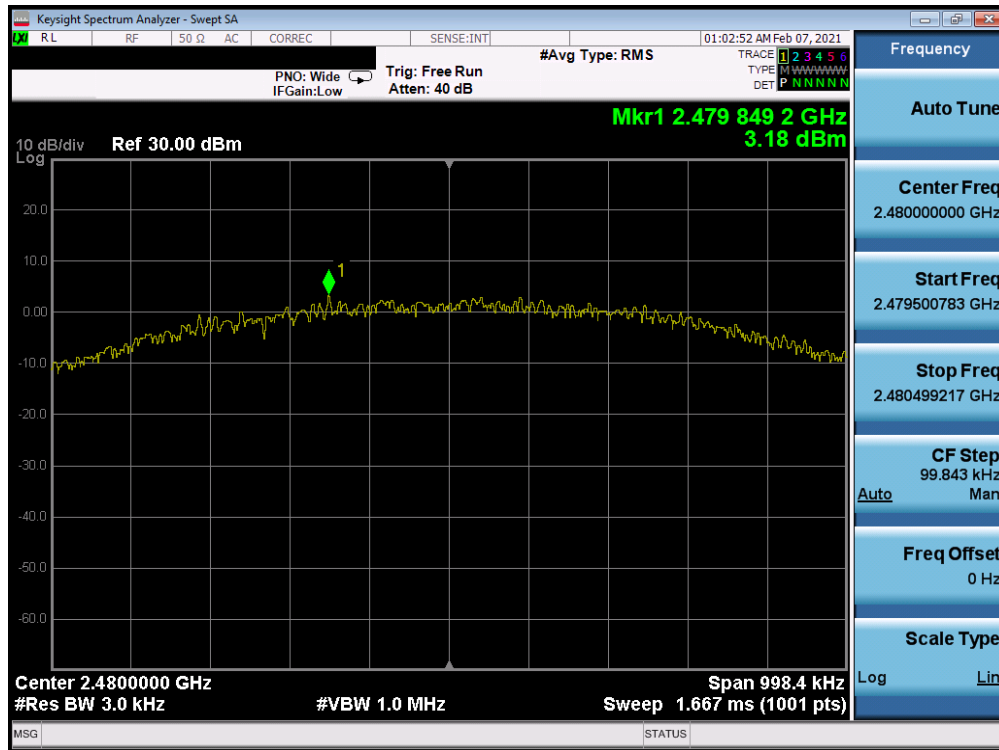 Keysight Spectrum Analyzer - Swept SA
LXI RL RF 50 Ω AC CORREC SENSE:INT 01:02:52 AM Feb 07, 2021
#Avg Type: RMS
TRACE 1 2 3 4 5 6
TYPE M W W W W W
DET P N N N N N
PNO: Wide
IFGain:Low
Trig: Free Run
Atten: 40 dB
Mkr1 2.479 849 2 GHz
3.18 dBm
10 dB/div Ref 30.00 dBm
Log
20.0
10.0
0.00
-10.0
-20.0
-30.0
-40.0
-50.0
-60.0
1
Center 2.4800000 GHz Span 998.4 kHz
#Res BW 3.0 kHz #VBW 1.0 MHz Sweep 1.667 ms (1001 pts)
MSG STATUS
Frequency
Auto Tune
Center Freq
2.480000000 GHz
Start Freq
2.479500783 GHz
Stop Freq
2.480499217 GHz
CF Step
99.843 kHz
Auto Man
Freq Offset
0 Hz
Scale Type
Log Lin